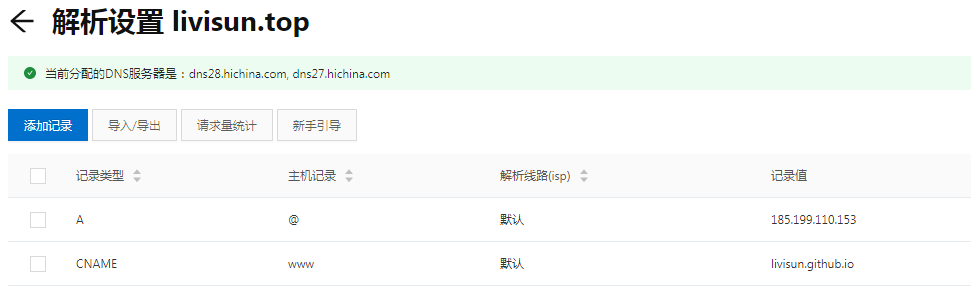 解析设置 livisun.top
当前分配的DNS服务器是：dns28.hichina.com, dns27.hichina.com
添加记录 导入/导出 请求量统计 新手引导
记录类型 主机记录 解析线路(isp) 记录值
A @ 默认 185.199.110.153
CNAME www 默认 livisun.github.io